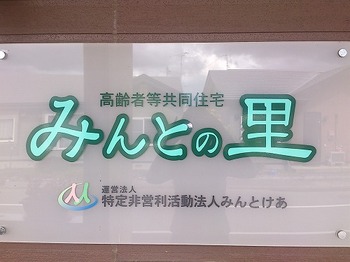 高齢者等共同住宅
みんとの里
運営法人
特定非営利活動法人みんとけあ